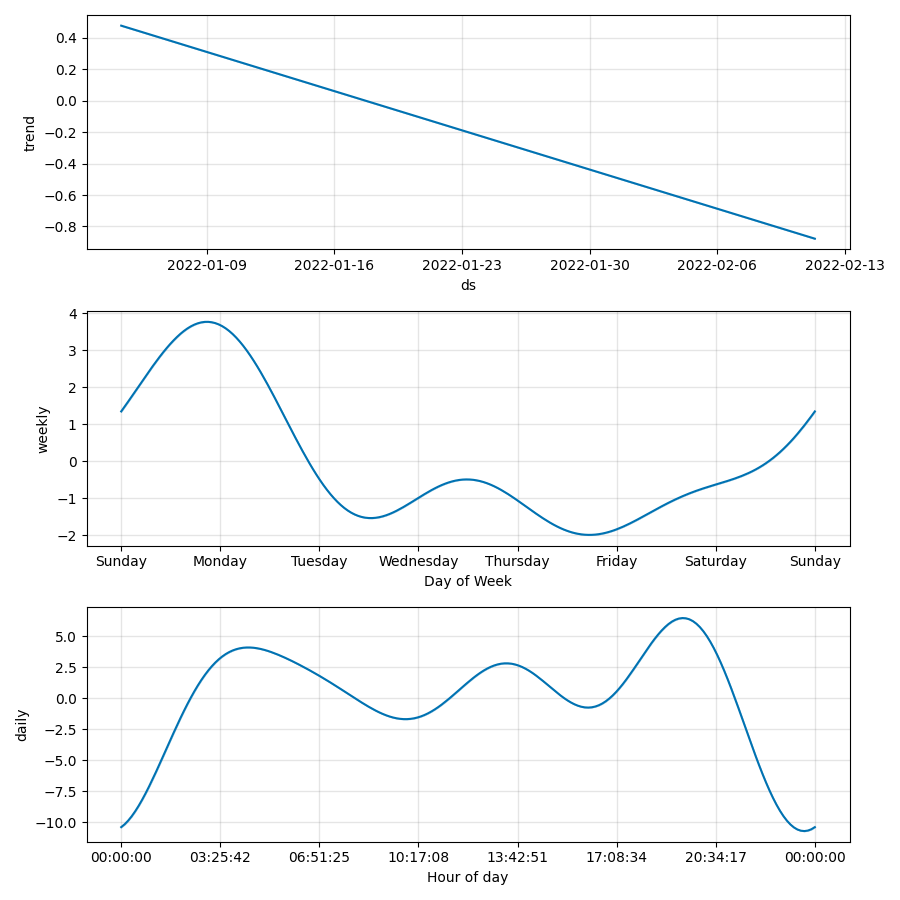 0.4
0.2
0.0
−0.2
−0.4
−0.6
−0.8
trend
2022-01-09 2022-01-16 2022-01-23 2022-01-30 2022-02-06 2022-02-13
ds
4
3
2
1
0
−1
−2
weekly
Sunday Monday Tuesday Wednesday Thursday Friday Saturday Sunday
Day of Week
5.0
2.5
0.0
−2.5
−5.0
−7.5
−10.0
daily
00:00:00 03:25:42 06:51:25 10:17:08 13:42:51 17:08:34 20:34:17 00:00:00
Hour of day